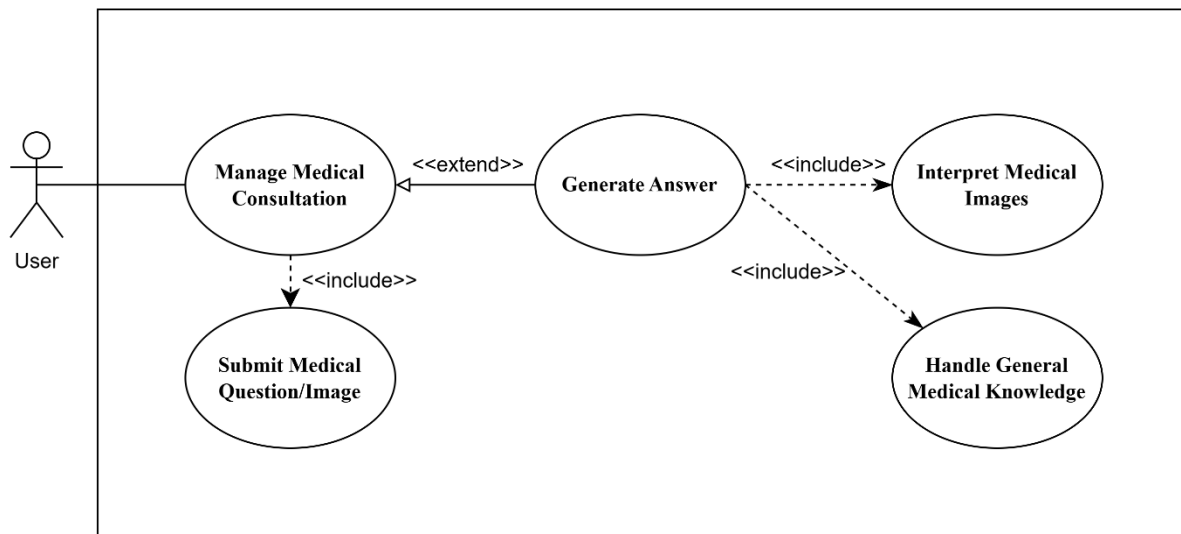 Manage Medical
Consultation
<<extend>>
Generate Answer
<<include>>
Interpret Medical
Images
User
<<include>>
<<include>>
Submit Medical
Question/Image
Handle General
Medical Knowledge